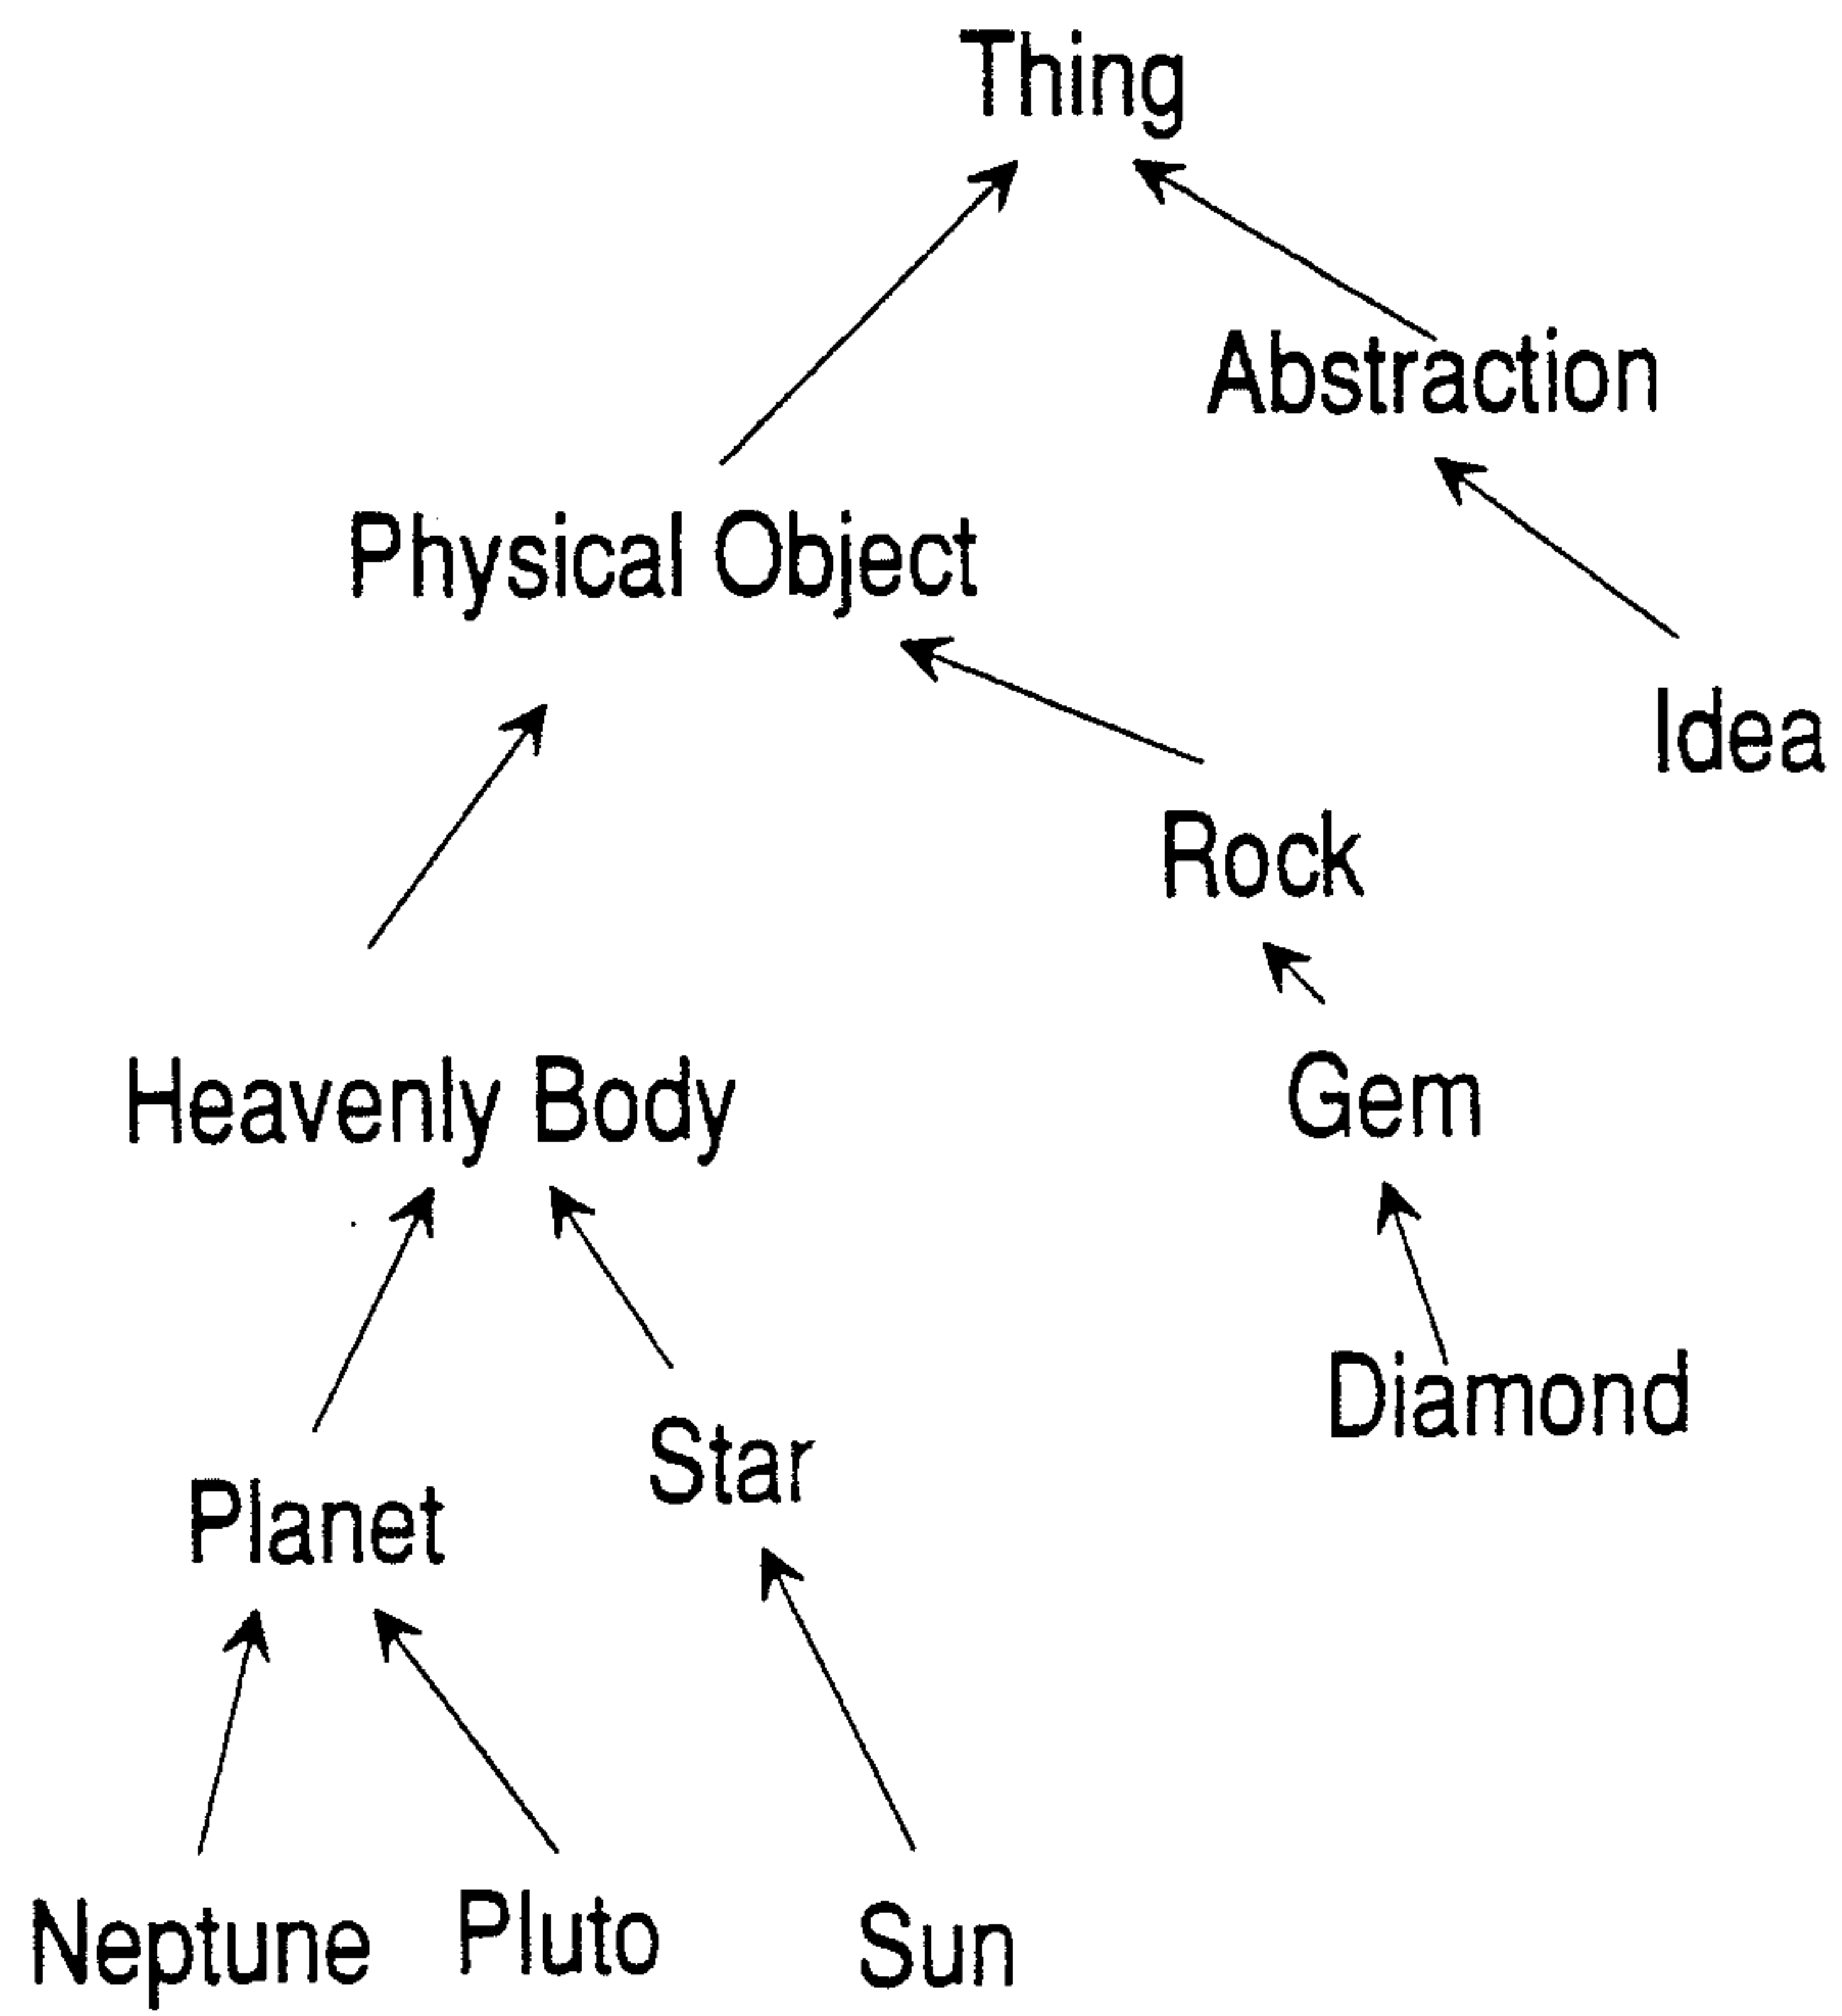 Thing
Abstraction
Physical Object
Idea
Rock
Heavenly Body
Gem
Diamond
Star
Planet
Neptune
Pluto
Sun